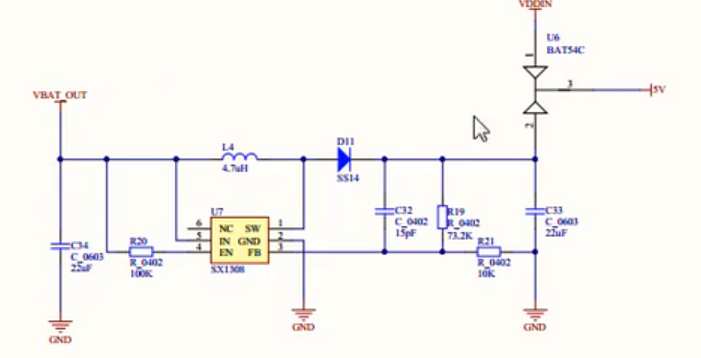 VDDIN
U6
BAT54C
1
3
5V
2
VBAT_OUT
L4
4.7uH
D11
SS14
U7
6
NC
SW
1
5
IN
GND
2
4
EN
FB
3
SX1308
C34
C_0603
22uF
R20
R_0402
100K
C32
C_0402
15pF
R19
R_0402
73.2K
R21
R_0402
10K
C33
C_0603
22uF
GND
GND
GND